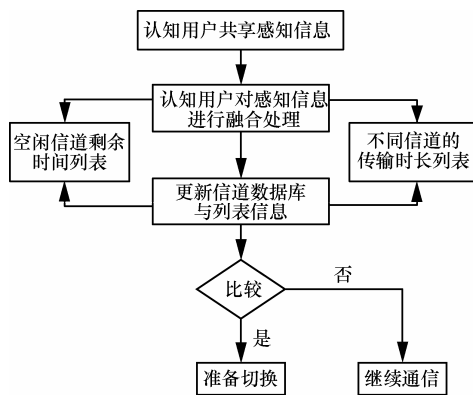 认知用户共享感知信息
认知用户对感知信息
进行融合处理
空闲信道剩余
时间列表
不同信道的
传输时长列表
更新信道数据库
与列表信息
比较
否
是
准备切换
继续通信